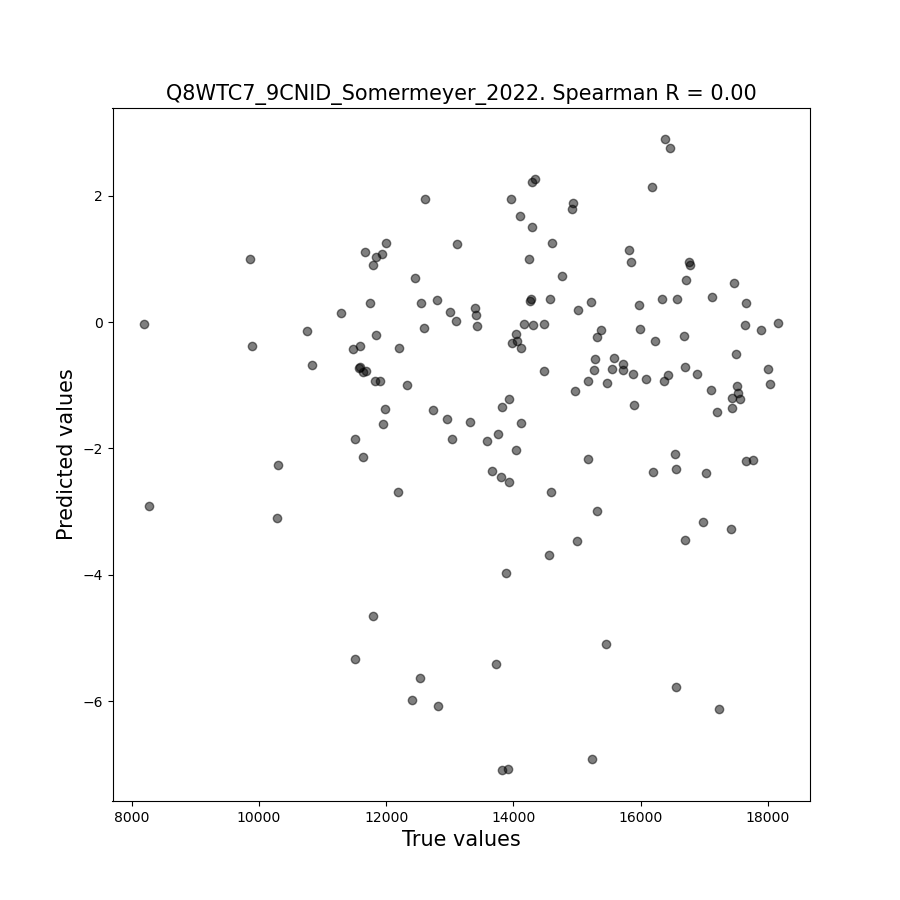 Q8WTC7_9CNID_Somermeyer_2022. Spearman R = 0.00
2
0
−2
−4
−6
Predicted values
8000 10000 12000 14000 16000 18000
True values